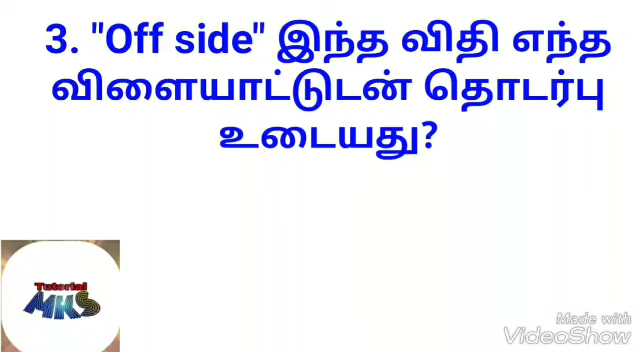 3. "Off side" இந்த விதி எந்த
விளையாட்டுடன் தொடர்பு
உடையது?
Tutorial
MKS
Made with
VideoShow